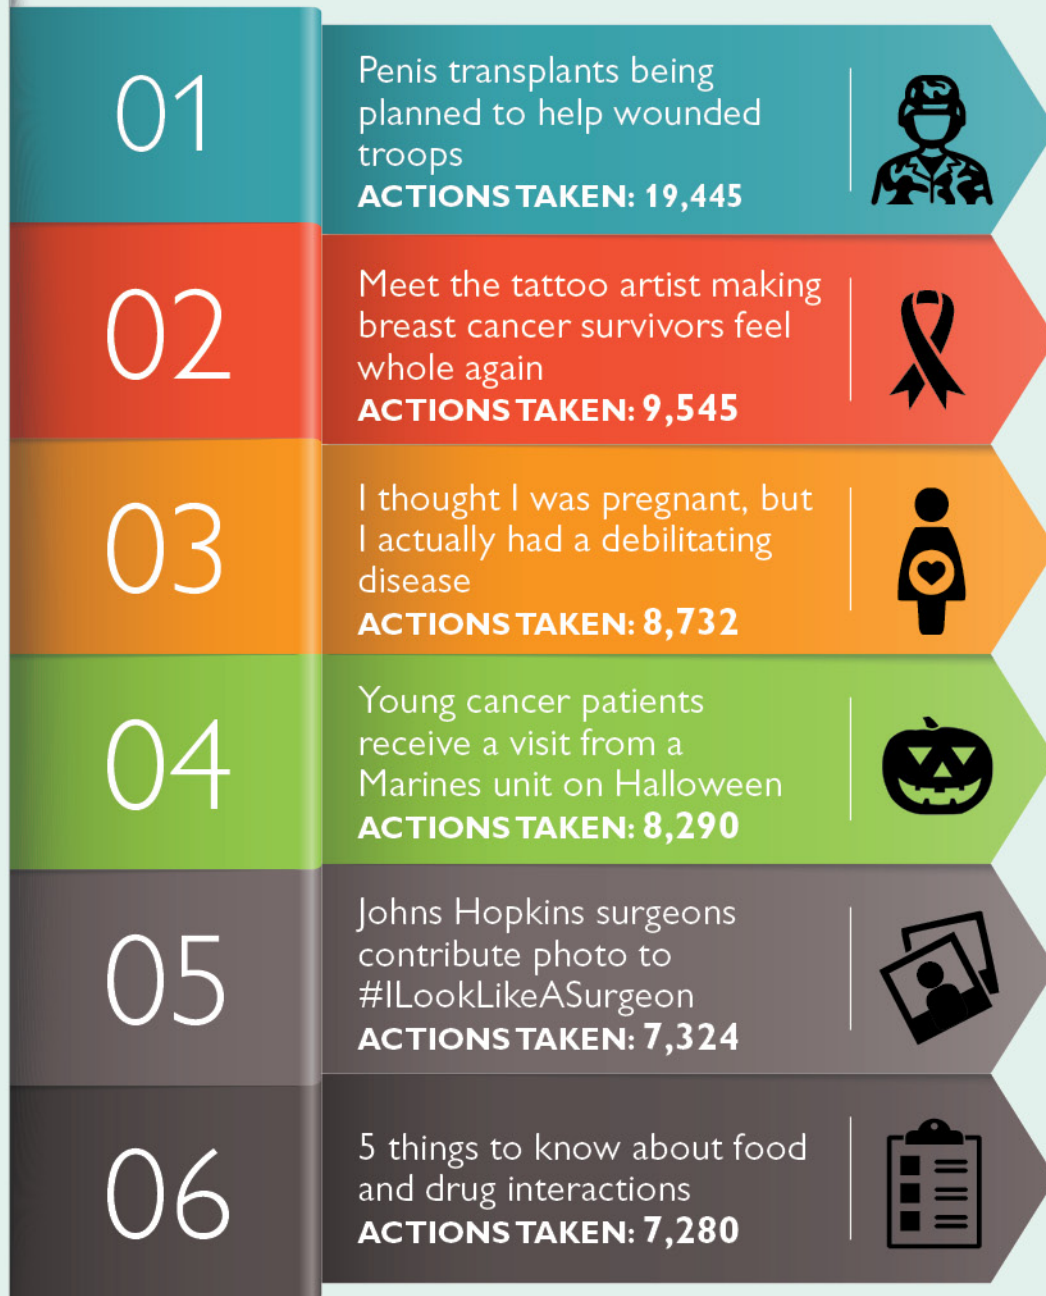 01
Penis transplants being
planned to help wounded
troops
ACTIONS TAKEN: 19,445
02
Meet the tattoo artist making
breast cancer survivors feel
whole again
ACTIONS TAKEN: 9,545
03
I thought I was pregnant, but
I actually had a debilitating
disease
ACTIONS TAKEN: 8,732
04
Young cancer patients
receive a visit from a
Marines unit on Halloween
ACTIONS TAKEN: 8,290
05
Johns Hopkins surgeons
contribute photo to
#ILookLikeASurgeon
ACTIONS TAKEN: 7,324
06
5 things to know about food
and drug interactions
ACTIONS TAKEN: 7,280